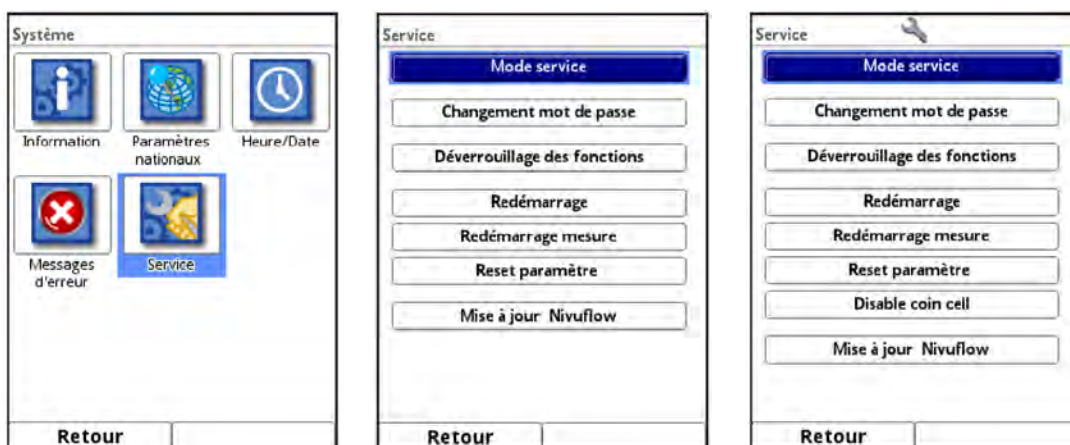 Système
Information
Paramètres
nationaux
Heure/Date
Messages
d'erreur
Service
Retour
Service
Mode service
Changement mot de passe
Déverrouillage des fonctions
Redémarrage
Redémarrage mesure
Reset paramètre
Mise à jour Nivuflow
Retour
Service
Mode service
Changement mot de passe
Déverrouillage des fonctions
Redémarrage
Redémarrage mesure
Reset paramètre
Disable coin cell
Mise à jour Nivuflow
Retour